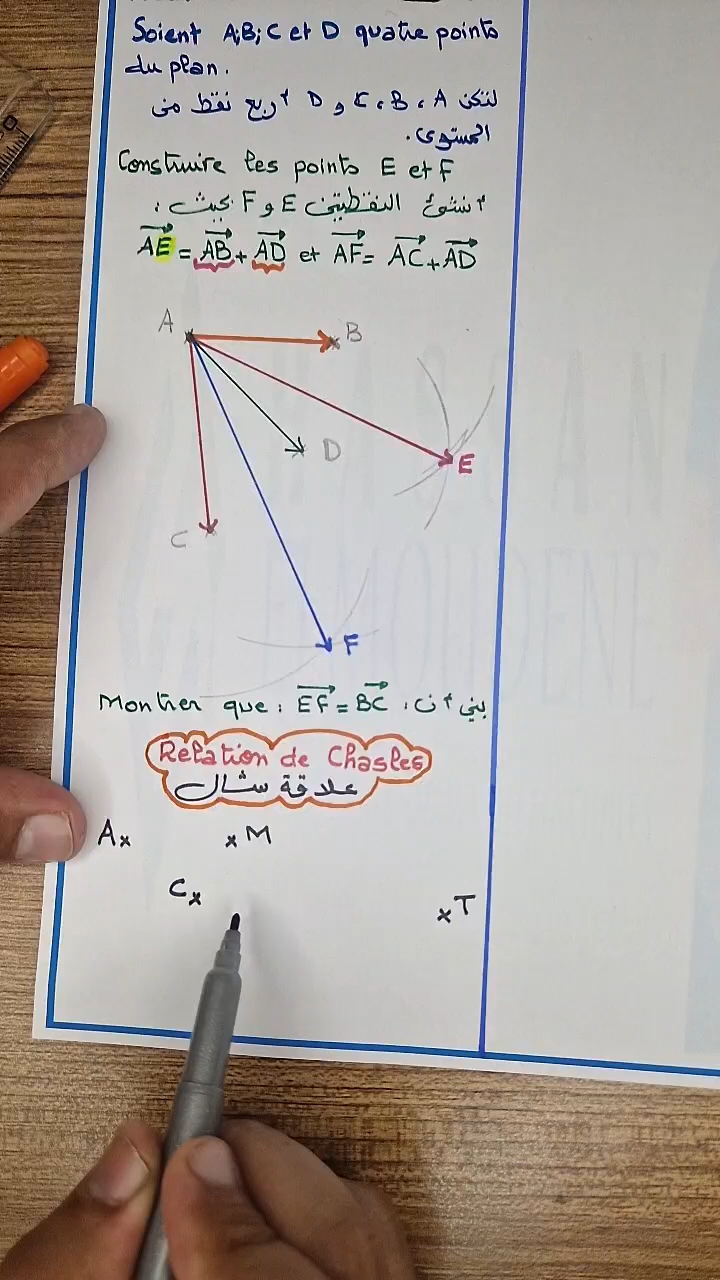 Soient A;B;C et D quatre points
du plan.
لتكن A، B، C و D أربع نقط من
المستوى.
Construire les points E et F
أنشئ النقطتين E و F بحيث :
AE = AB + AD et AF = AC + AD
A
B
D
E
C
F
Montrer que : EF = BC بين أن :
Relation de Chasles
علاقة شال
A x
x M
C x
x T